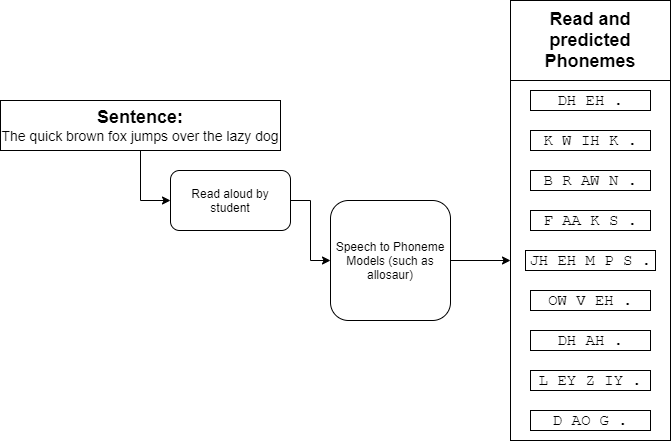 Sentence:
The quick brown fox jumps over the lazy dog
Read aloud by
student
Speech to Phoneme
Models (such as
allosaur)
Read and
predicted
Phonemes
DH EH .
K W IH K .
B R AW N .
F AA K S .
JH EH M P S .
OW V EH .
DH AH .
L EY Z IY .
D AO G .